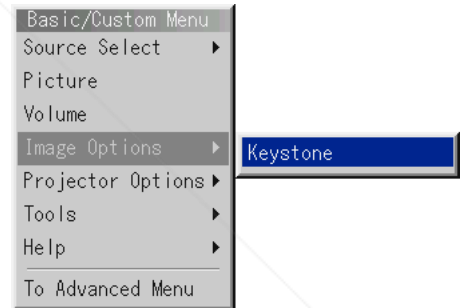 Basic/Custom Menu
Source Select
Picture
Volume
Image Options
Keystone
Projector Options
Tools
Help
To Advanced Menu